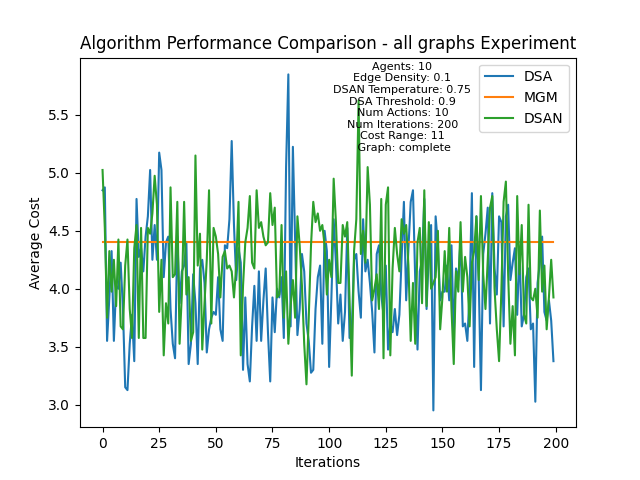 Algorithm Performance Comparison - all graphs Experiment
Agents: 10
Edge Density: 0.1
DSAN Temperature: 0.75
DSA Threshold: 0.9
Num Actions: 10
Num Iterations: 200
Cost Range: 11
Graph: complete
DSA
MGM
DSAN
Average Cost
5.5
5.0
4.5
4.0
3.5
3.0
0 25 50 75 100 125 150 175 200
Iterations